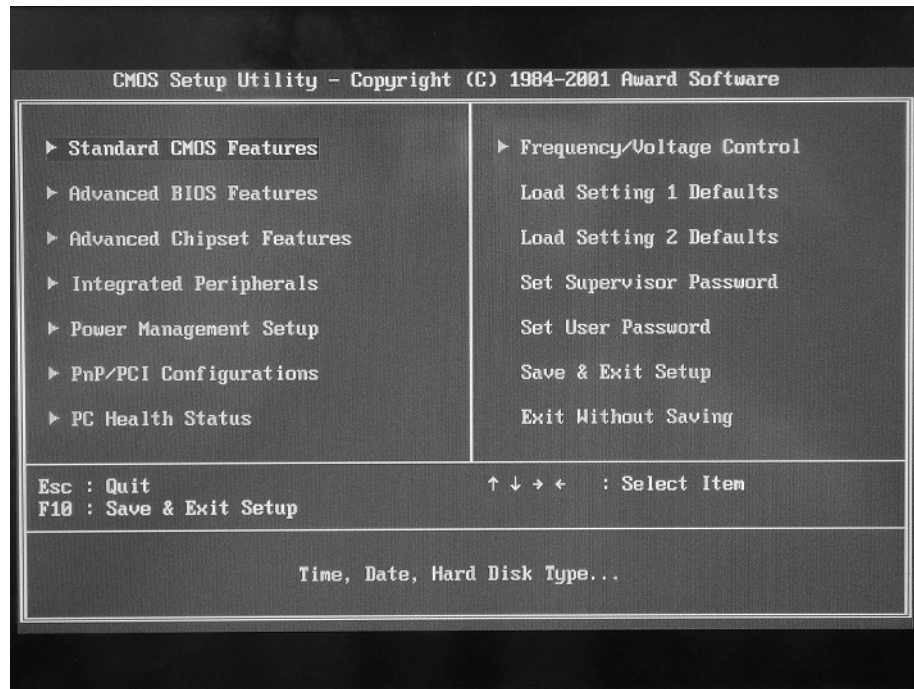 CMOS Setup Utility - Copyright (C) 1984-2001 Award Software
▶ Standard CMOS Features
▶ Advanced BIOS Features
▶ Advanced Chipset Features
▶ Integrated Peripherals
▶ Power Management Setup
▶ PnP/PCI Configurations
▶ PC Health Status
▶ Frequency/Voltage Control
Load Setting 1 Defaults
Load Setting 2 Defaults
Set Supervisor Password
Set User Password
Save & Exit Setup
Exit Without Saving
Esc : Quit
F10 : Save & Exit Setup
↑ ↓ → ← : Select Item
Time, Date, Hard Disk Type...